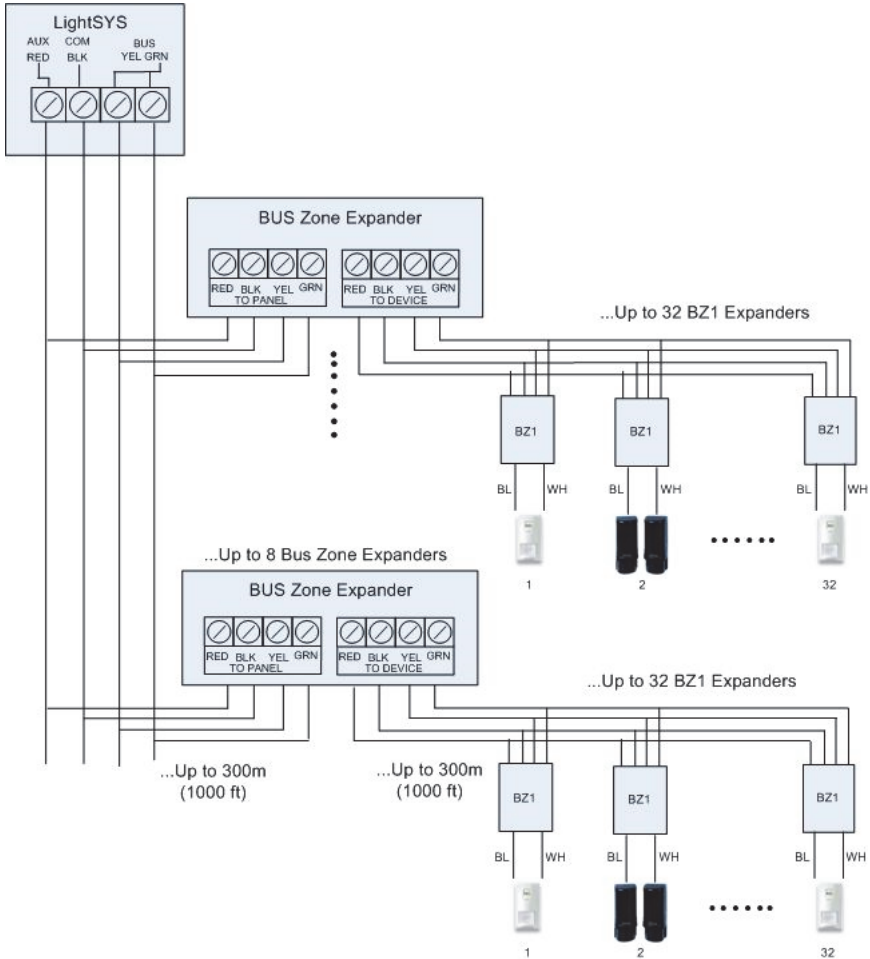 LightSYS
AUX COM BUS
RED BLK YEL GRN
BUS Zone Expander
RED BLK YEL GRN RED BLK YEL GRN
TO PANEL TO DEVICE
...Up to 32 BZ1 Expanders
BZ1 BZ1 BZ1
BL WH BL WH BL WH
1 2 32
...Up to 8 Bus Zone Expanders
BUS Zone Expander
RED BLK YEL GRN RED BLK YEL GRN
TO PANEL TO DEVICE
...Up to 32 BZ1 Expanders
...Up to 300m
(1000 ft)
...Up to 300m
(1000 ft)
BZ1 BZ1 BZ1
BL WH BL WH BL WH
1 2 32